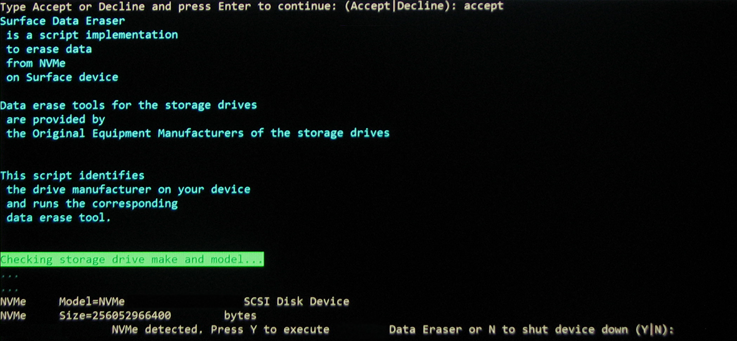 Type Accept or Decline and press Enter to continue: (Accept|Decline): accept
Surface Data Eraser
is a script implementation
to erase data
from NVMe
on Surface device
Data erase tools for the storage drives
are provided by
the Original Equipment Manufacturers of the storage drives
This script identifies
the drive manufacturer on your device
and runs the corresponding
data erase tool.
Checking storage drive make and model...
...
...
NVMe Model=NVMe SCSI Disk Device
NVMe Size=256052966400 bytes
NVMe detected. Press Y to execute Data Eraser or N to shut device down (Y|N):